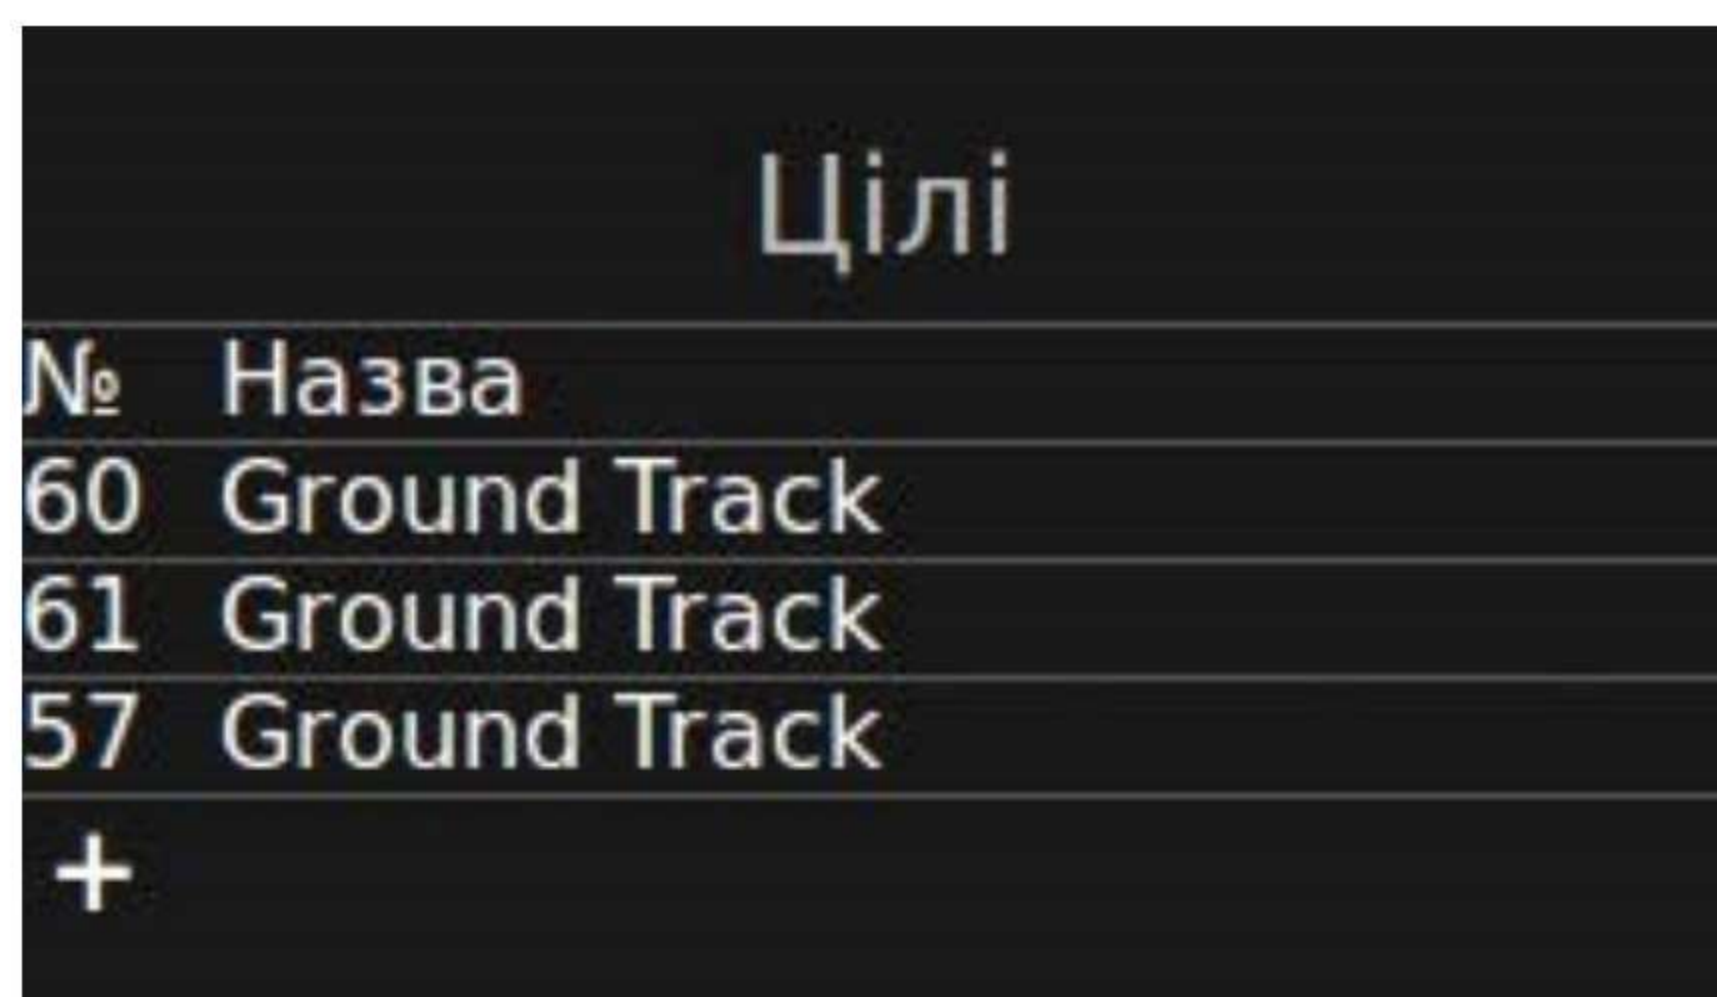 Цілі
№ Назва
60 Ground Track
61 Ground Track
57 Ground Track
+